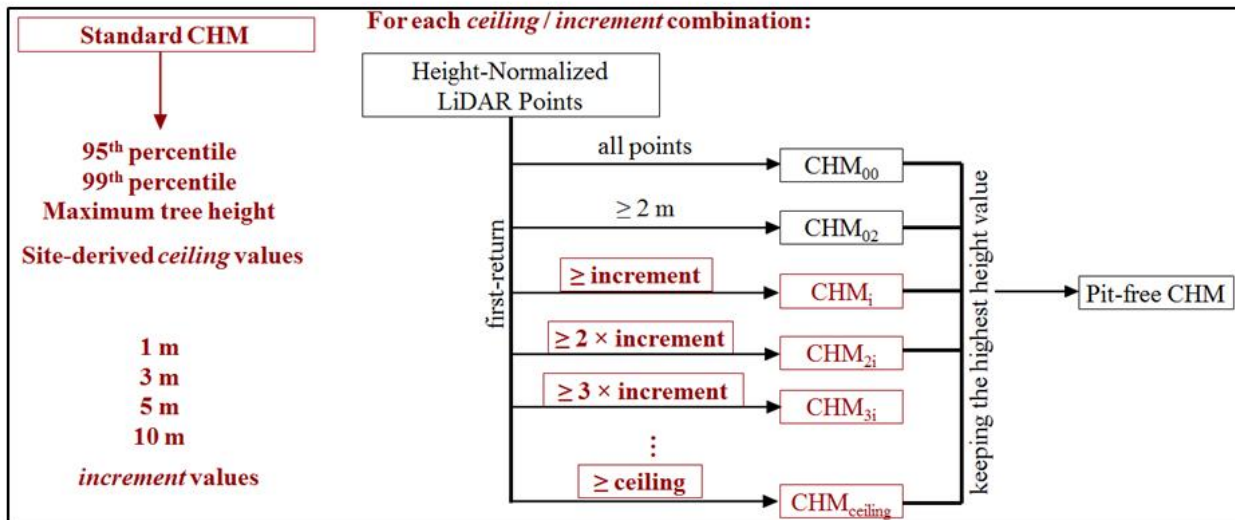 Standard CHM
95th percentile
99th percentile
Maximum tree height
Site-derived ceiling values
1 m
3 m
5 m
10 m
increment values
For each ceiling / increment combination:
Height-Normalized
LiDAR Points
first-return
all points
CHM00
≥ 2 m
CHM02
≥ increment
CHMi
≥ 2 × increment
CHM2i
≥ 3 × increment
CHM3i
⋮
≥ ceiling
CHMceiling
keeping the highest height value
Pit-free CHM